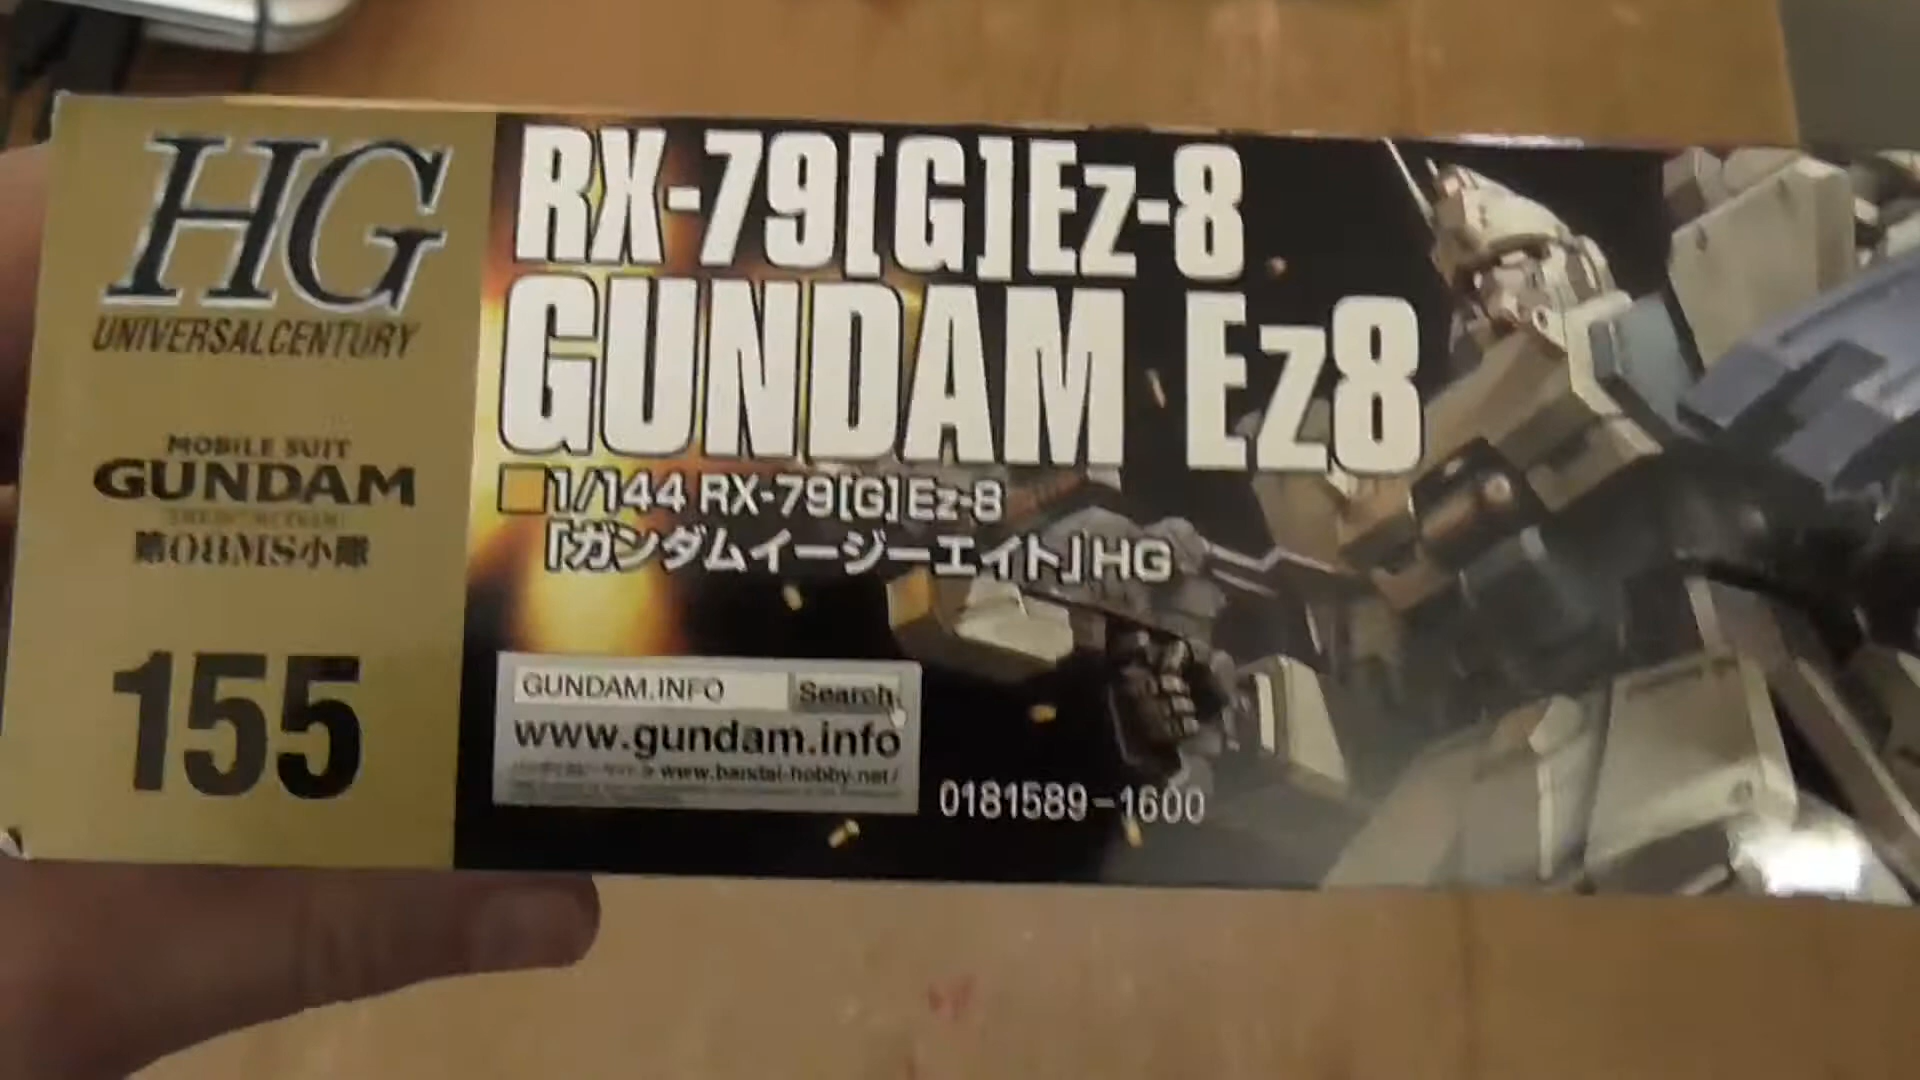 HG
UNIVERSAL CENTURY
MOBILE SUIT
GUNDAM
第08MS小隊
155
RX-79[G]Ez-8
GUNDAM Ez8
1/144 RX-79[G]Ez-8
「ガンダムイージーエイト」HG
GUNDAM.INFO Search
www.gundam.info
www.bandai-hobby.net/
0181589-1600